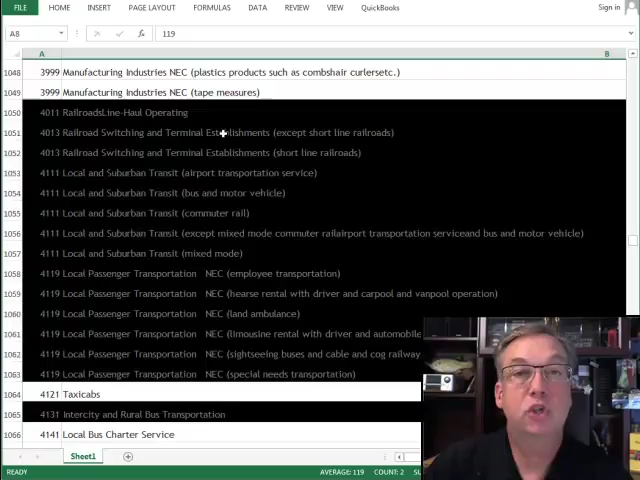 FILE HOME INSERT PAGE LAYOUT FORMULAS DATA REVIEW VIEW QuickBooks Sign in
A8 fx 119
A B
1048 3999 Manufacturing Industries NEC (plastics products such as combshair curlersetc.)
1049 3999 Manufacturing Industries NEC (tape measures)
1050 4011 RailroadsLine-Haul Operating
1051 4013 Railroad Switching and Terminal Establishments (except short line railroads)
1052 4013 Railroad Switching and Terminal Establishments (short line railroads)
1053 4111 Local and Suburban Transit (airport transportation service)
1054 4111 Local and Suburban Transit (bus and motor vehicle)
1055 4111 Local and Suburban Transit (commuter rail)
1056 4111 Local and Suburban Transit (except mixed mode commuter railairport transportation serviceand bus and motor vehicle)
1057 4111 Local and Suburban Transit (mixed mode)
1058 4119 Local Passenger Transportation NEC (employee transportation)
1059 4119 Local Passenger Transportation NEC (hearse rental with driver and carpool and vanpool operation)
1060 4119 Local Passenger Transportation NEC (land ambulance)
1061 4119 Local Passenger Transportation NEC (limousine rental with driver and automobile
1062 4119 Local Passenger Transportation NEC (sightseeing buses and cable and cog railway
1063 4119 Local Passenger Transportation NEC (special needs transportation)
1064 4121 Taxicabs
1065 4131 Intercity and Rural Bus Transportation
1066 4141 Local Bus Charter Service
Sheet1
READY AVERAGE: 119 COUNT: 2 SU